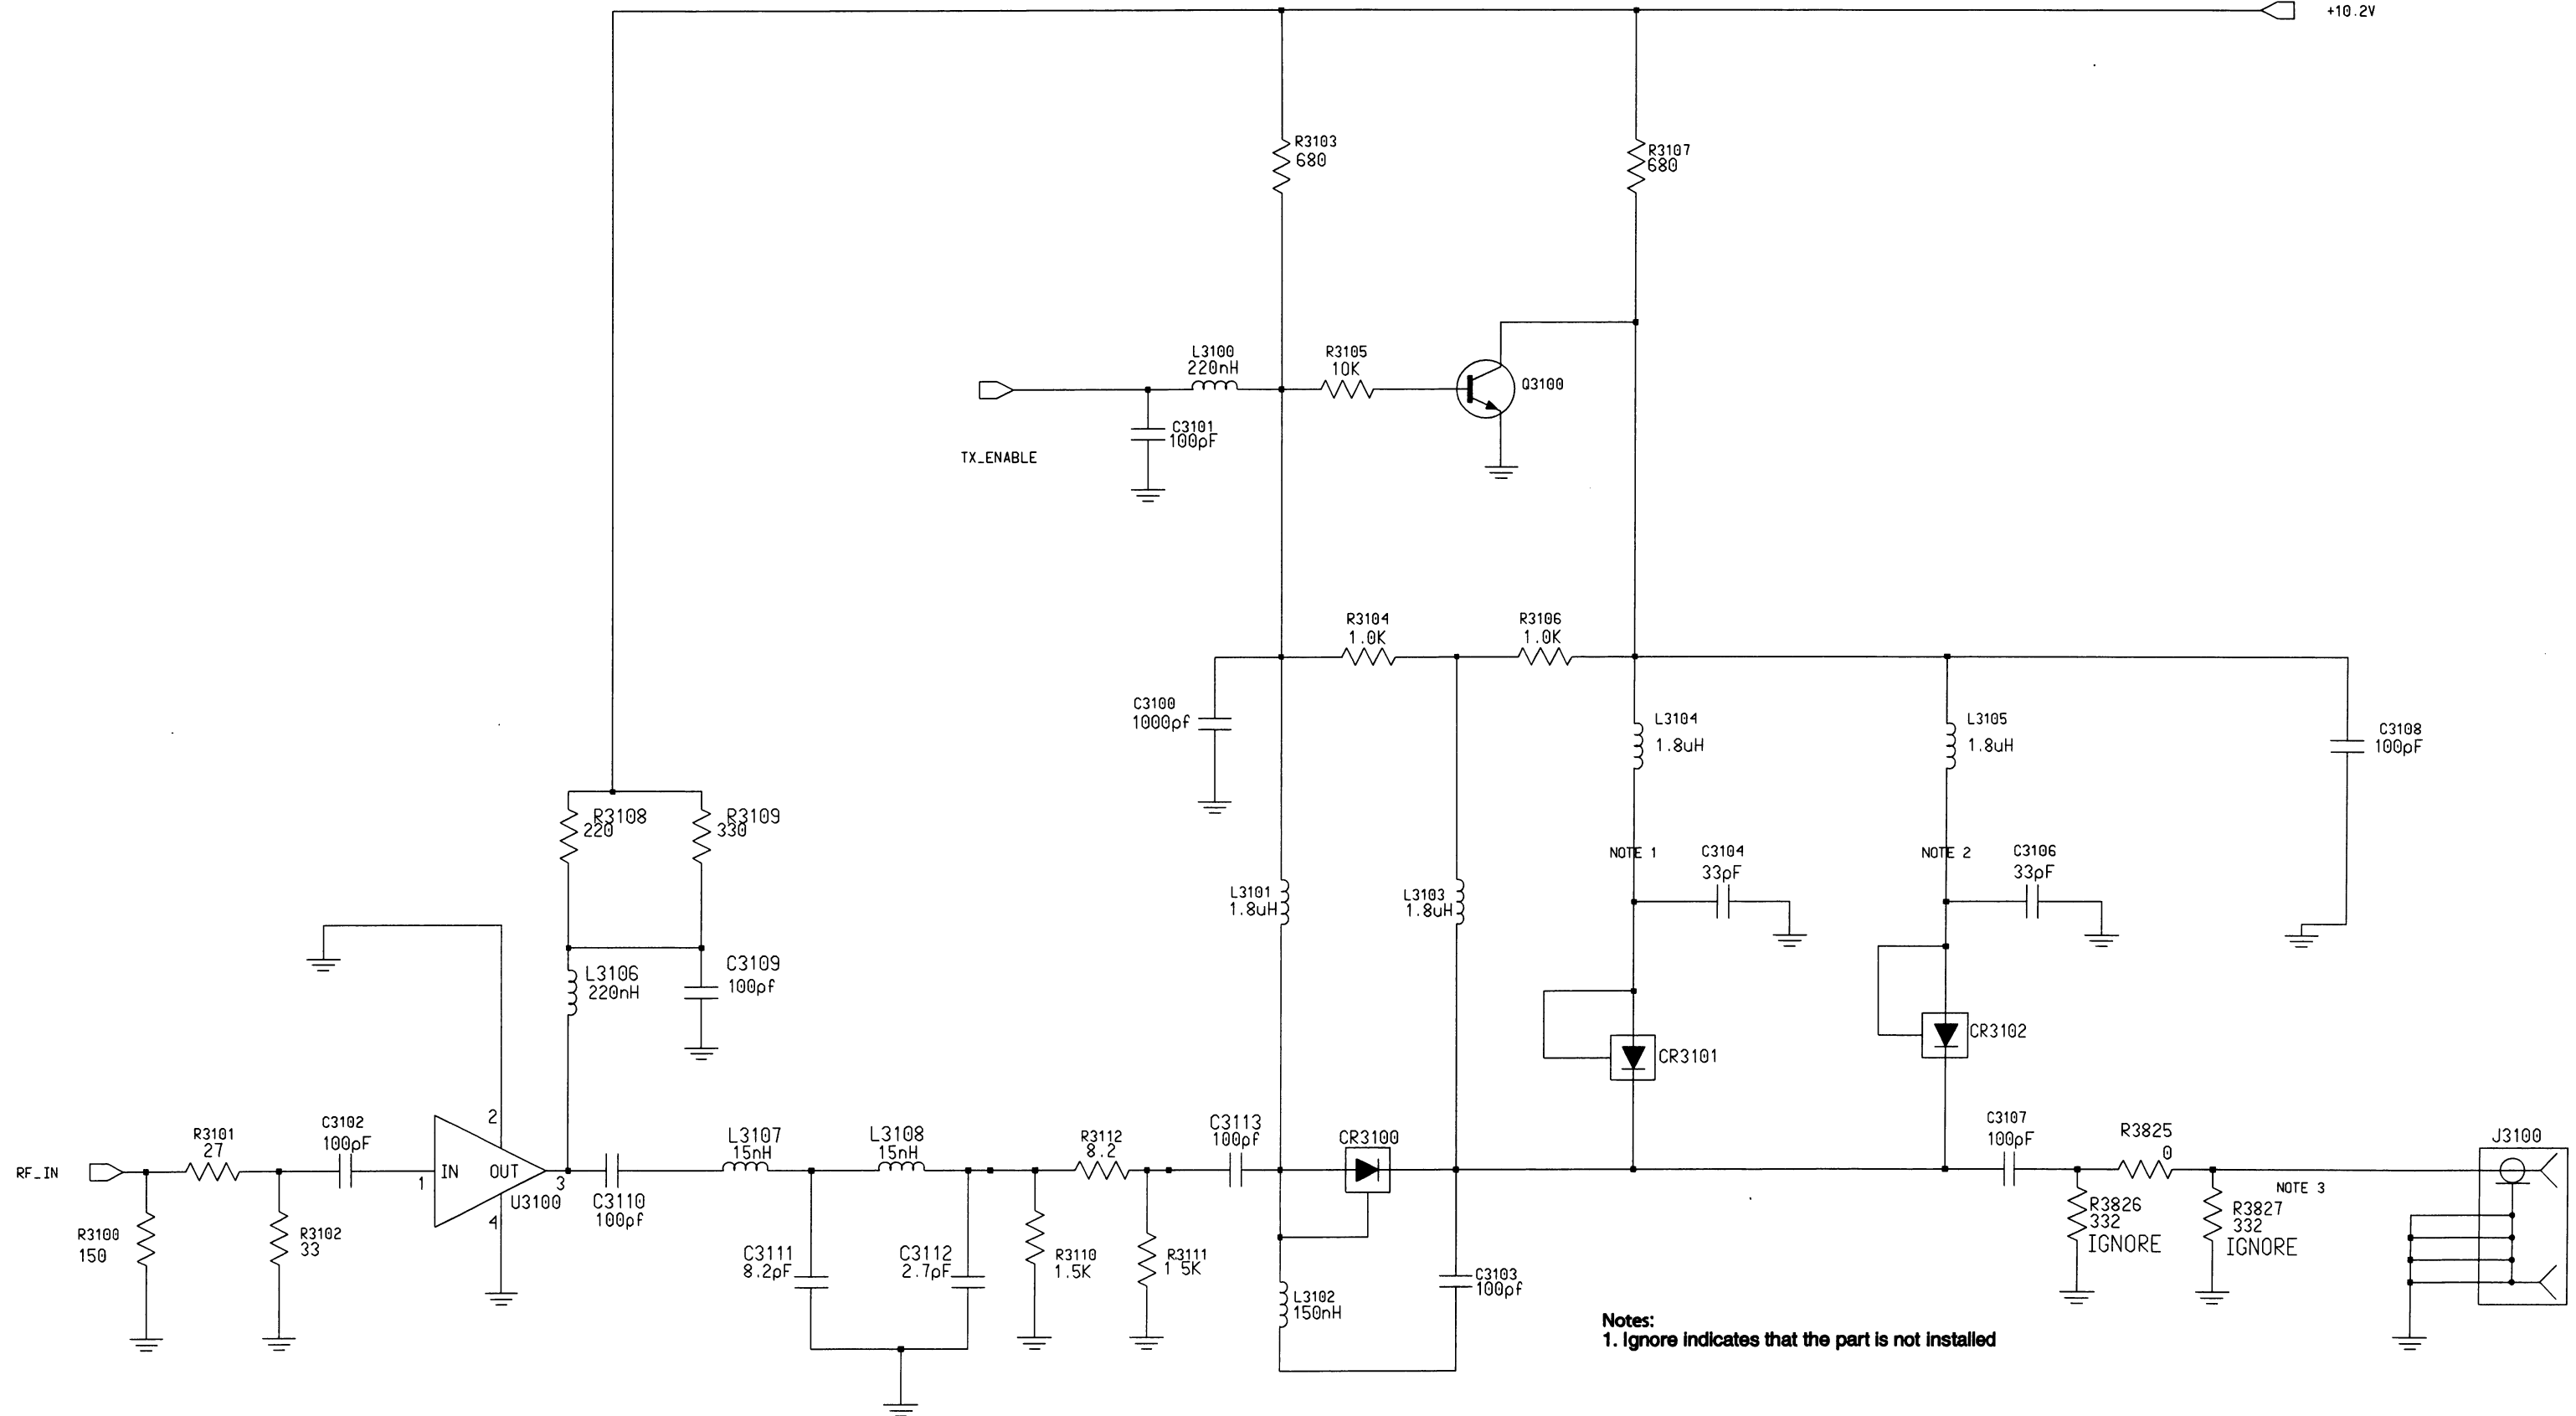 +10.2V
R3103
680
R3107
680
L3100
220nH
R3105
10K
Q3100
C3101
100pF
TX_ENABLE
R3104
1.0K
R3106
1.0K
C3100
1000pf
L3104
1.8uH
L3105
1.8uH
C3108
100pF
R3108
220
R3109
330
NOTE 1
C3104
33pF
NOTE 2
C3106
33pF
L3101
1.8uH
L3103
1.8uH
L3106
220nH
C3109
100pf
CR3101
CR3102
RF_IN
R3101
27
C3102
100pF
2
IN
OUT
1
3
4
U3100
R3100
150
R3102
33
C3110
100pf
L3107
15nH
L3108
15nH
R3112
8.2
C3113
100pf
CR3100
C3107
100pF
R3825
0
J3100
NOTE 3
R3826
332
IGNORE
R3827
332
IGNORE
C3111
8.2pF
C3112
2.7pF
R3110
1.5K
R3111
1 5K
L3102
150nH
C3103
100pf
Notes:
1. Ignore indicates that the part is not installed